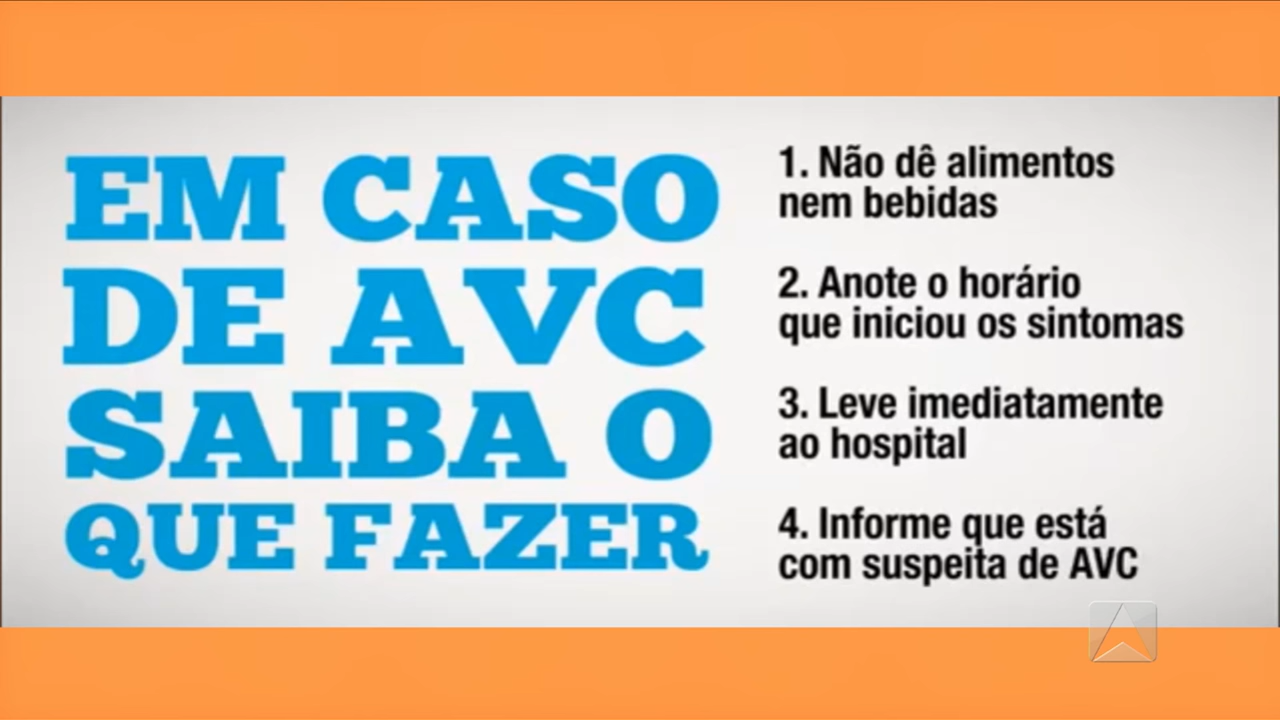 EM CASO
DE AVC
SAIBA O
QUE FAZER
1. Não dê alimentos
nem bebidas
2. Anote o horário
que iniciou os sintomas
3. Leve imediatamente
ao hospital
4. Informe que está
com suspeita de AVC